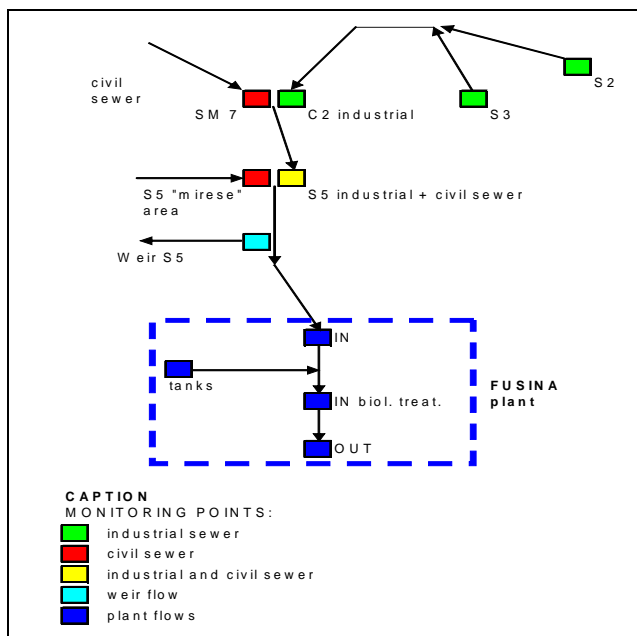 S2
civil
sewer
SM 7
C2 industrial
S3
S5 "mirese"
area
S5 industrial + civil sewer
Weir S5
IN
tanks
IN biol. treat.
FUSINA
plant
OUT
CAPTION
MONITORING POINTS:
industrial sewer
civil sewer
industrial and civil sewer
weir flow
plant flows